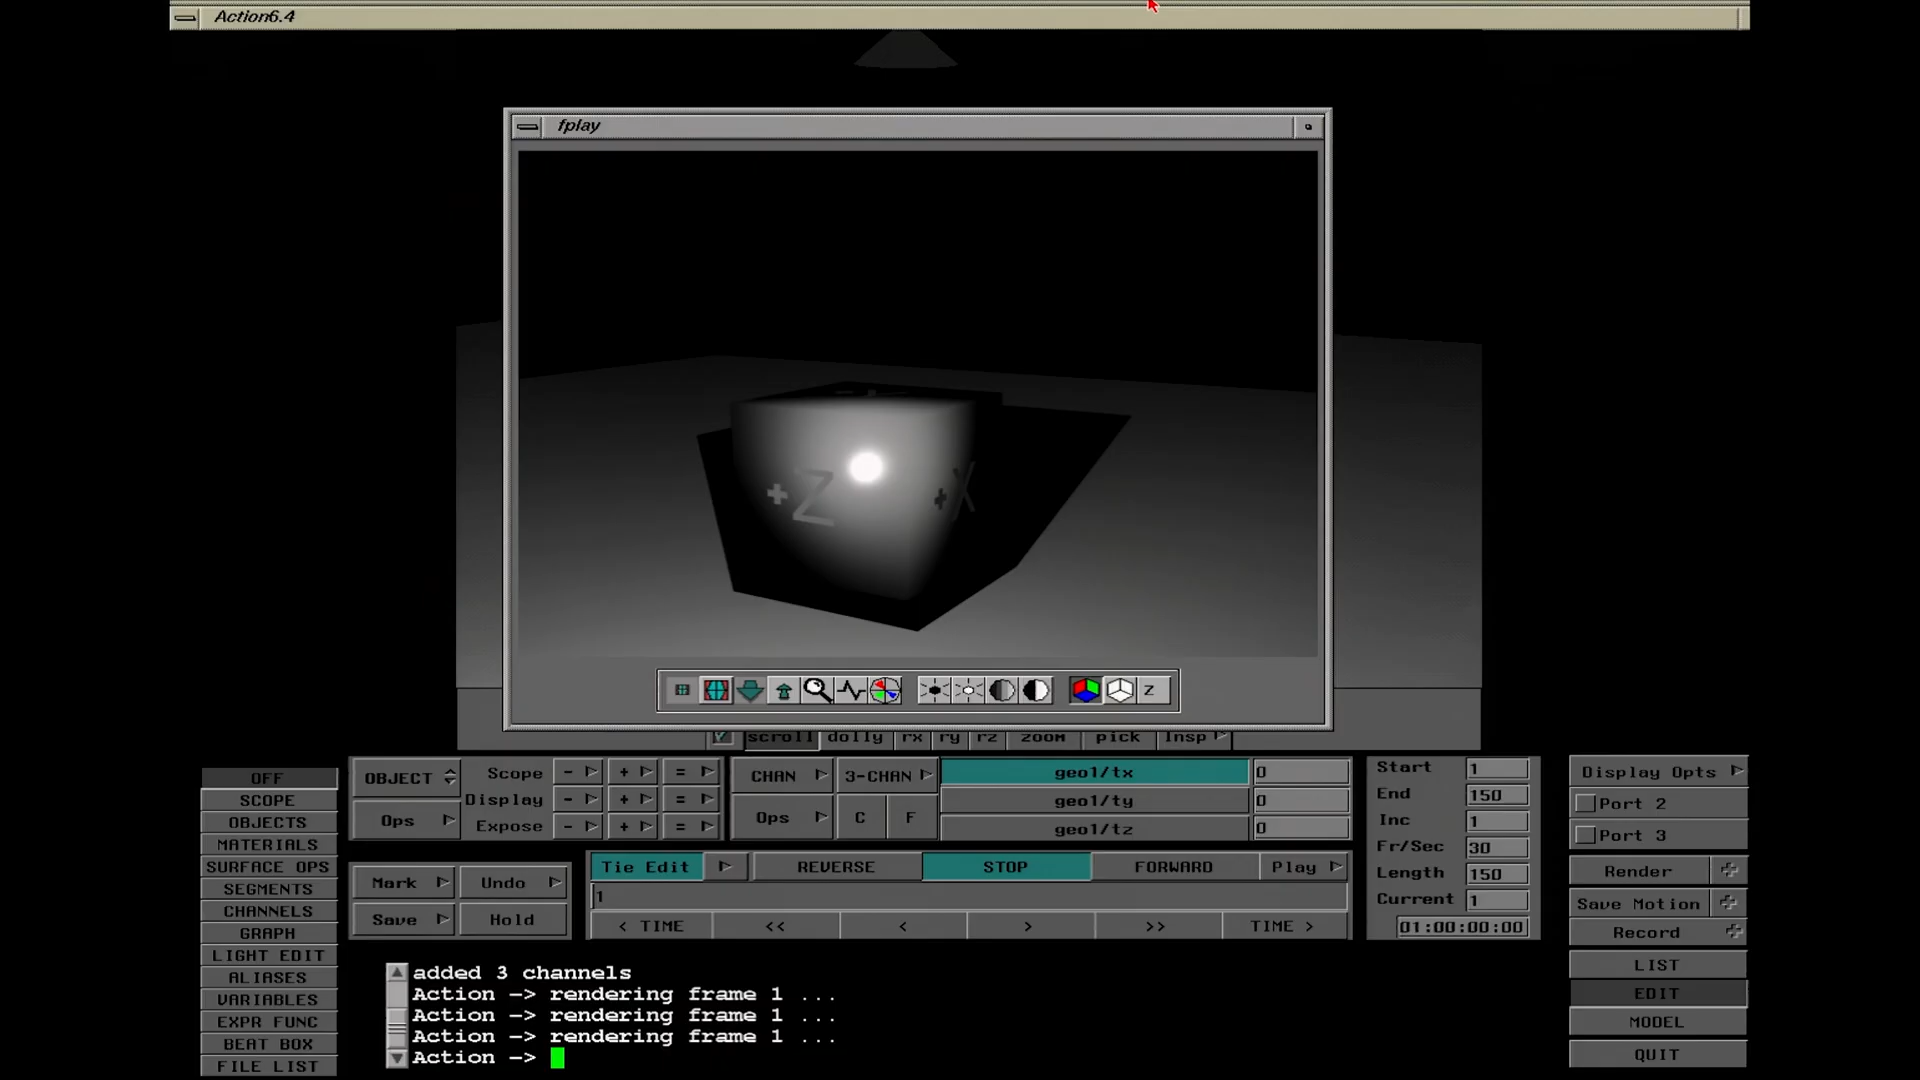 Action6.4
fplay
+Z
+X
Z
scroll dolly rx ry rz zoom pick Insp
OFF
SCOPE
OBJECTS
MATERIALS
SURFACE OPS
SEGMENTS
CHANNELS
GRAPH
LIGHT EDIT
ALIASES
VARIABLES
EXPR FUNC
BEAT BOX
FILE LIST
OBJECT
Ops
Scope - + =
Display - + =
Expose - + =
Mark Undo
Save Hold
CHAN 3-CHAN
Ops C F
geo1/tx 0
geo1/ty 0
geo1/tz 0
Tie Edit REVERSE STOP FORWARD Play
1
< TIME << < > >> TIME >
Start 1
End 150
Inc 1
Fr/Sec 30
Length 150
Current 1
01:00:00:00
Display Opts
Port 2
Port 3
Render
Save Motion
Record
LIST
EDIT
MODEL
QUIT
added 3 channels
Action -> rendering frame 1 ...
Action -> rendering frame 1 ...
Action -> rendering frame 1 ...
Action ->